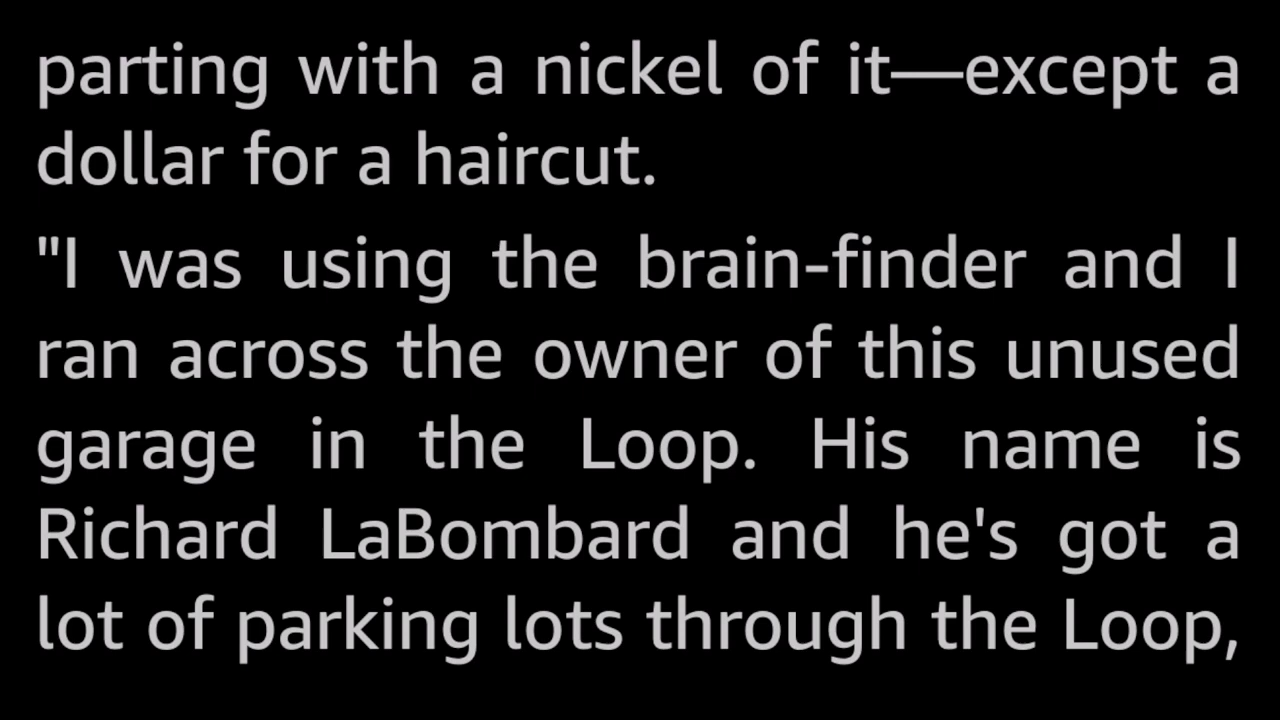 parting with a nickel of it—except a
dollar for a haircut.
"I was using the brain-finder and I
ran across the owner of this unused
garage in the Loop. His name is
Richard LaBombard and he's got a
lot of parking lots through the Loop,